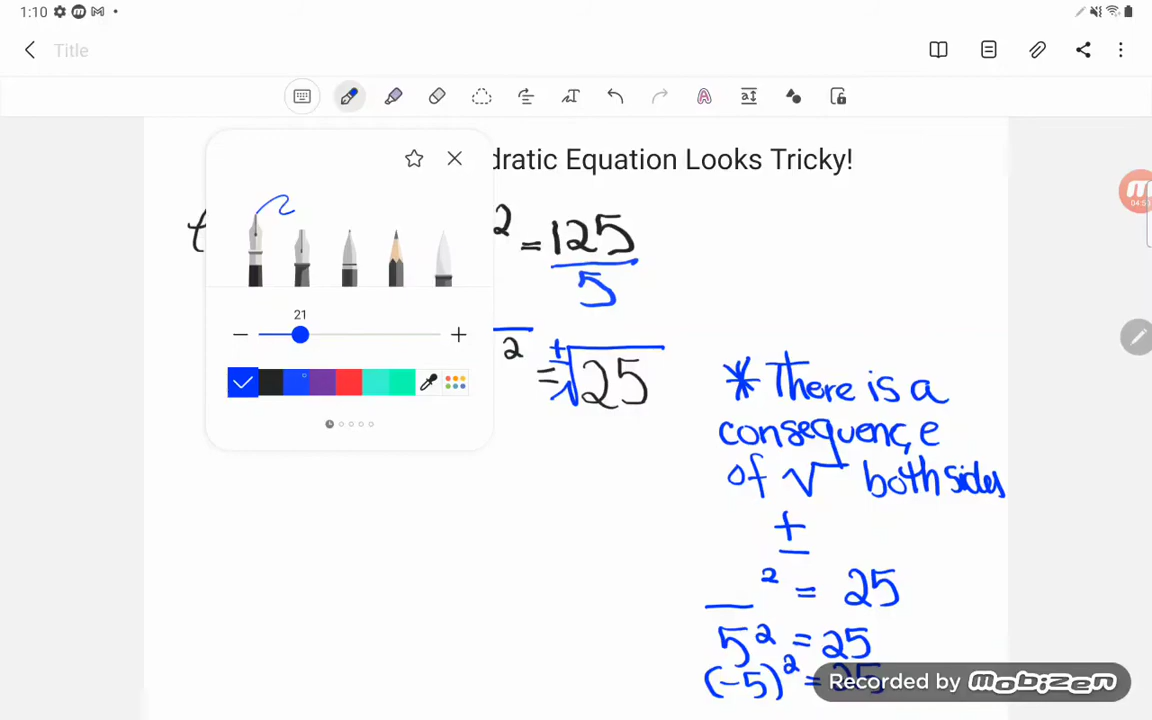 1:10
Title
dratic Equation Looks Tricky!
t
2 = 125
5
21
2 = ±√25
* There is a
consequence
of √ both sides
±
__ ² = 25
5² = 25
(-5)² = 25
Recorded by mobizen